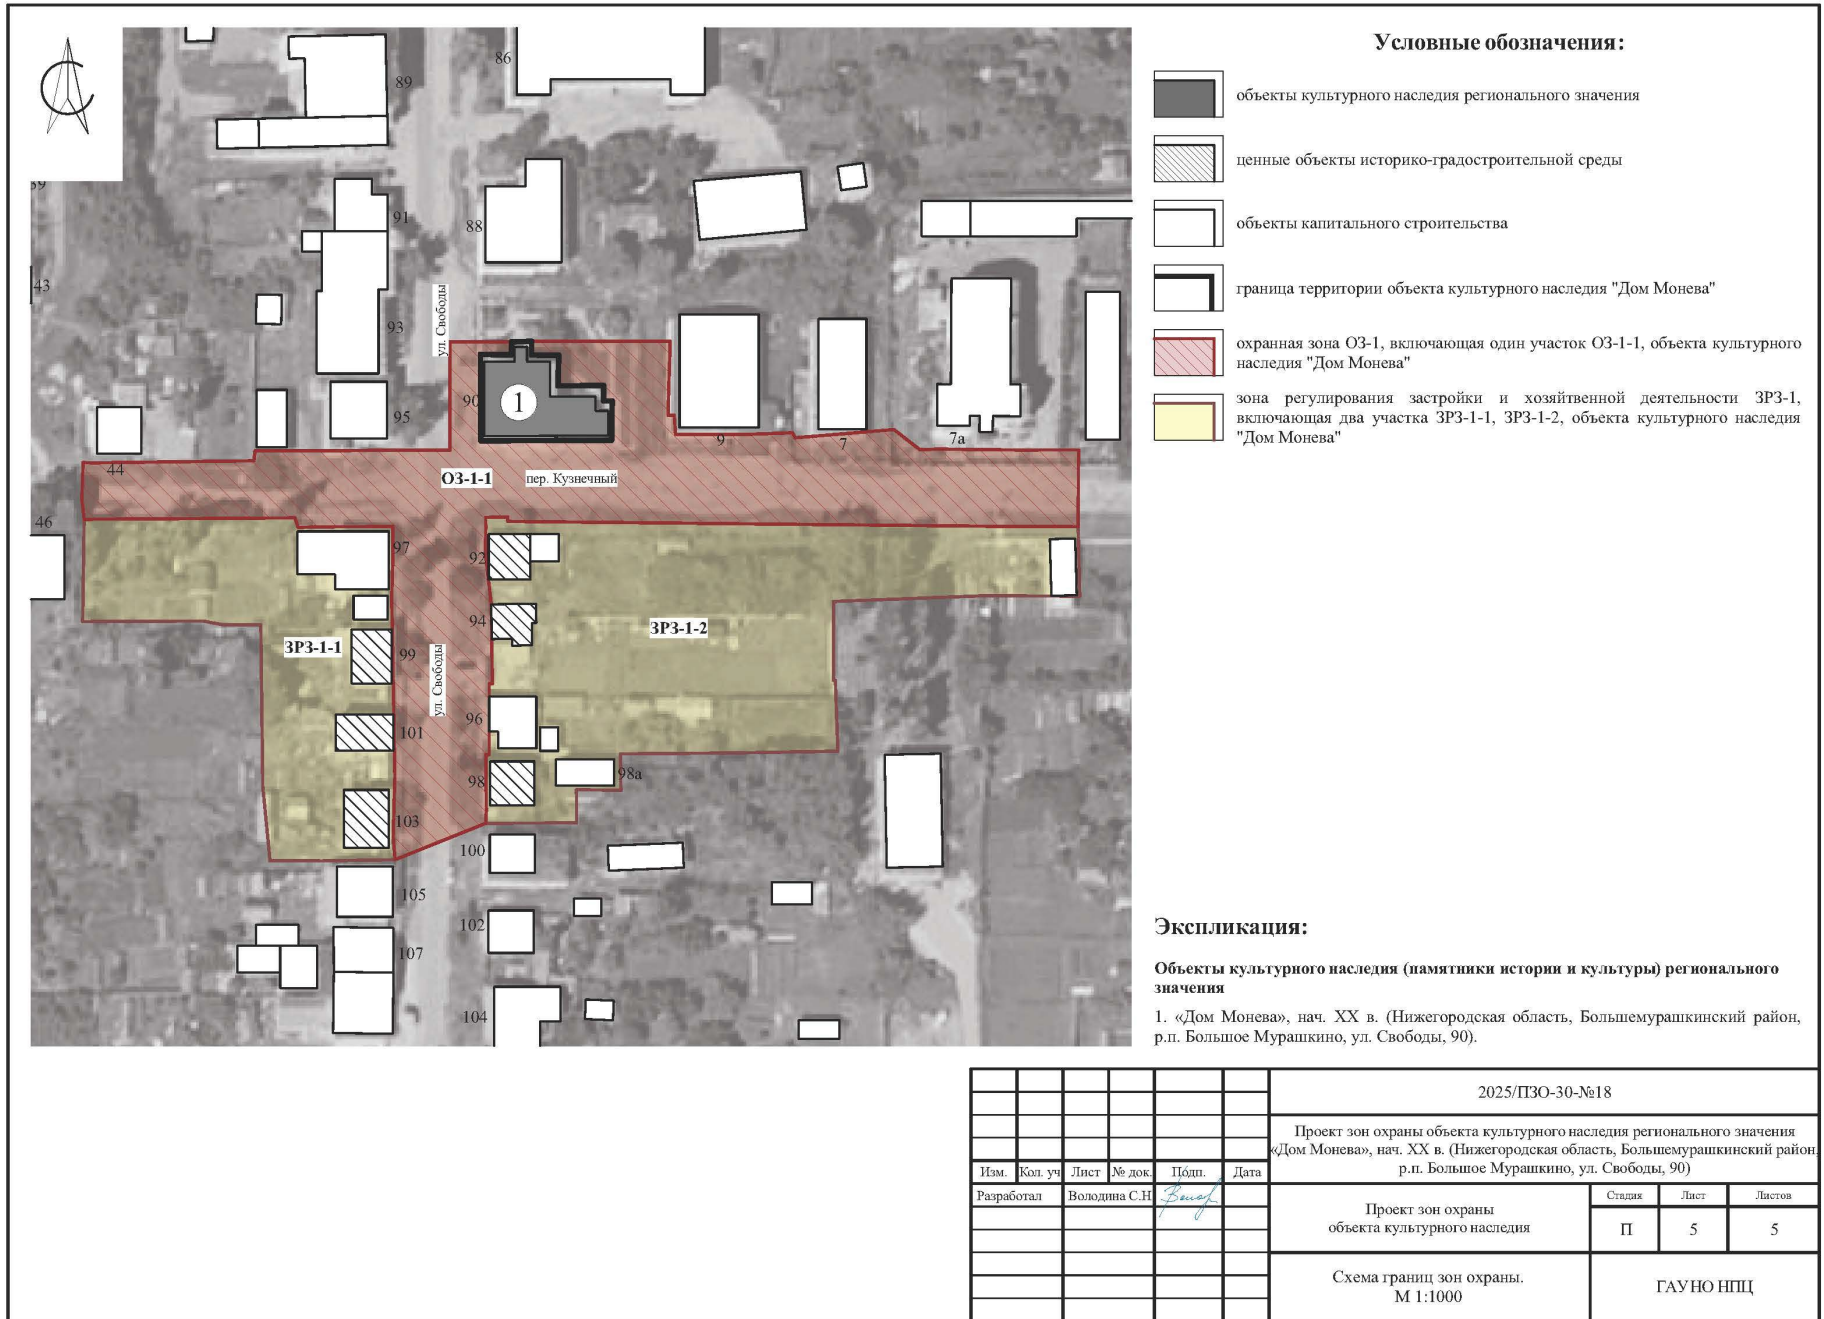 Условные обозначения:
объекты культурного наследия регионального значения
ценные объекты историко-градостроительной среды
объекты капитального строительства
граница территории объекта культурного наследия "Дом Монева"
охранная зона ОЗ-1, включающая один участок ОЗ-1-1, объекта культурного
наследия "Дом Монева"
зона регулирования застройки и хозяйтвенной деятельности ЗРЗ-1,
включающая два участка ЗРЗ-1-1, ЗРЗ-1-2, объекта культурного наследия
"Дом Монева"
86
89
39
91
88
43
ул. Свободы
93
90
1
95
9
7
7а
44
ОЗ-1-1
пер. Кузнечный
46
97
92
94
ЗРЗ-1-2
ЗРЗ-1-1
99
ул. Свободы
96
101
98
98а
103
100
105
102
107
104
Экспликация:
Объекты культурного наследия (памятники истории и культуры) регионального
значения
1. «Дом Монева», нач. XX в. (Нижегородская область, Большемурашкинский район,
р.п. Большое Мурашкино, ул. Свободы, 90).
2025/ПЗО-30-№18
Проект зон охраны объекта культурного наследия регионального значения
«Дом Монева», нач. XX в. (Нижегородская область, Большемурашкинский район,
р.п. Большое Мурашкино, ул. Свободы, 90)
Изм. Кол. уч Лист № док. Подп. Дата
Разработал Володина С.Н
Проект зон охраны
объекта культурного наследия
Стадия Лист Листов
П 5 5
Схема границ зон охраны.
М 1:1000
ГАУ НО НПЦ